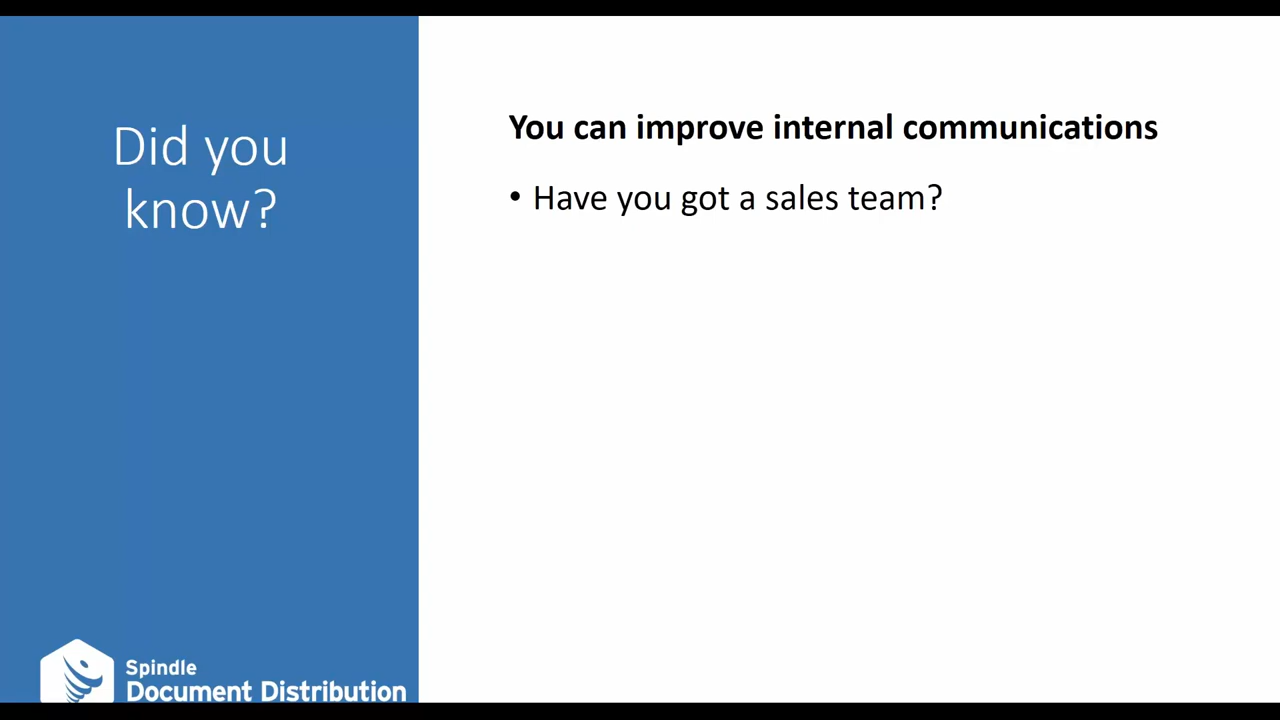 Did you
know?
You can improve internal communications
• Have you got a sales team?
Spindle
Document Distribution